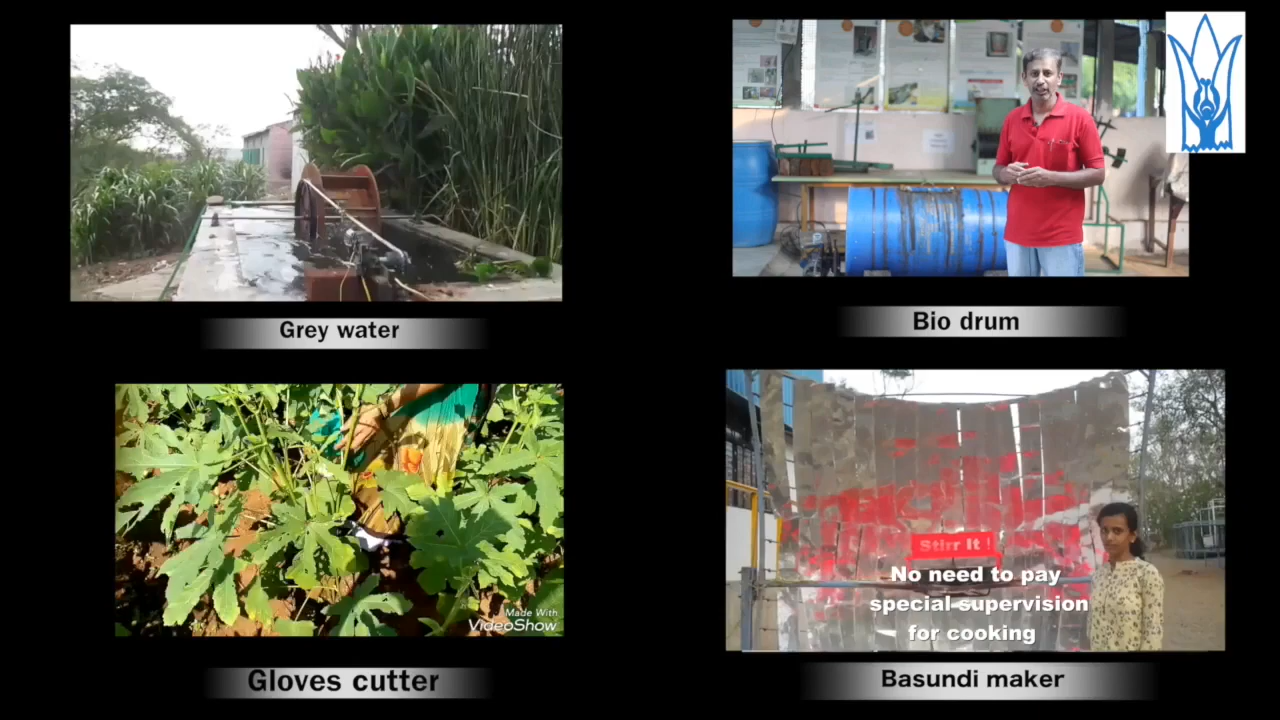 Grey water
Bio drum
Made With
VideoShow
Gloves cutter
Stirr It !
No need to pay
special supervision
for cooking
Basundi maker